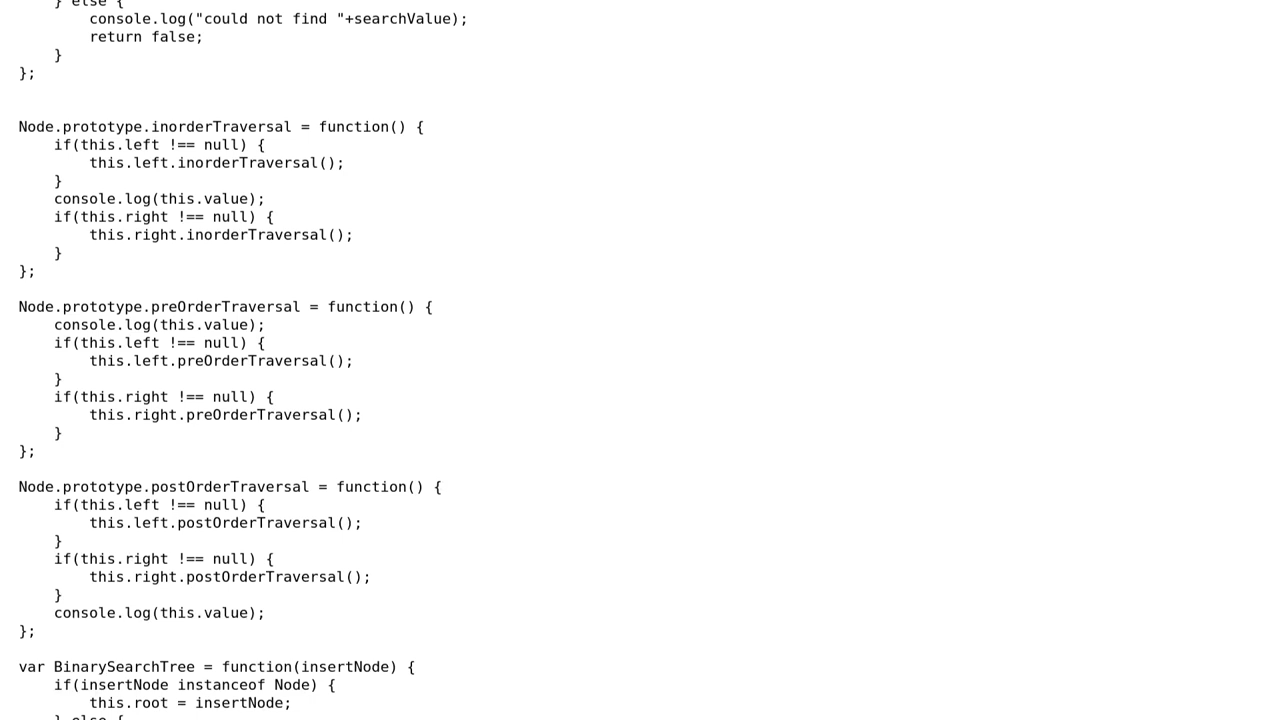 } else {
        console.log("could not find "+searchValue);
        return false;
    }
};


Node.prototype.inorderTraversal = function() {
    if(this.left !== null) {
        this.left.inorderTraversal();
    }
    console.log(this.value);
    if(this.right !== null) {
        this.right.inorderTraversal();
    }
};

Node.prototype.preOrderTraversal = function() {
    console.log(this.value);
    if(this.left !== null) {
        this.left.preOrderTraversal();
    }
    if(this.right !== null) {
        this.right.preOrderTraversal();
    }
};

Node.prototype.postOrderTraversal = function() {
    if(this.left !== null) {
        this.left.postOrderTraversal();
    }
    if(this.right !== null) {
        this.right.postOrderTraversal();
    }
    console.log(this.value);
};

var BinarySearchTree = function(insertNode) {
    if(insertNode instanceof Node) {
        this.root = insertNode;
    } else {